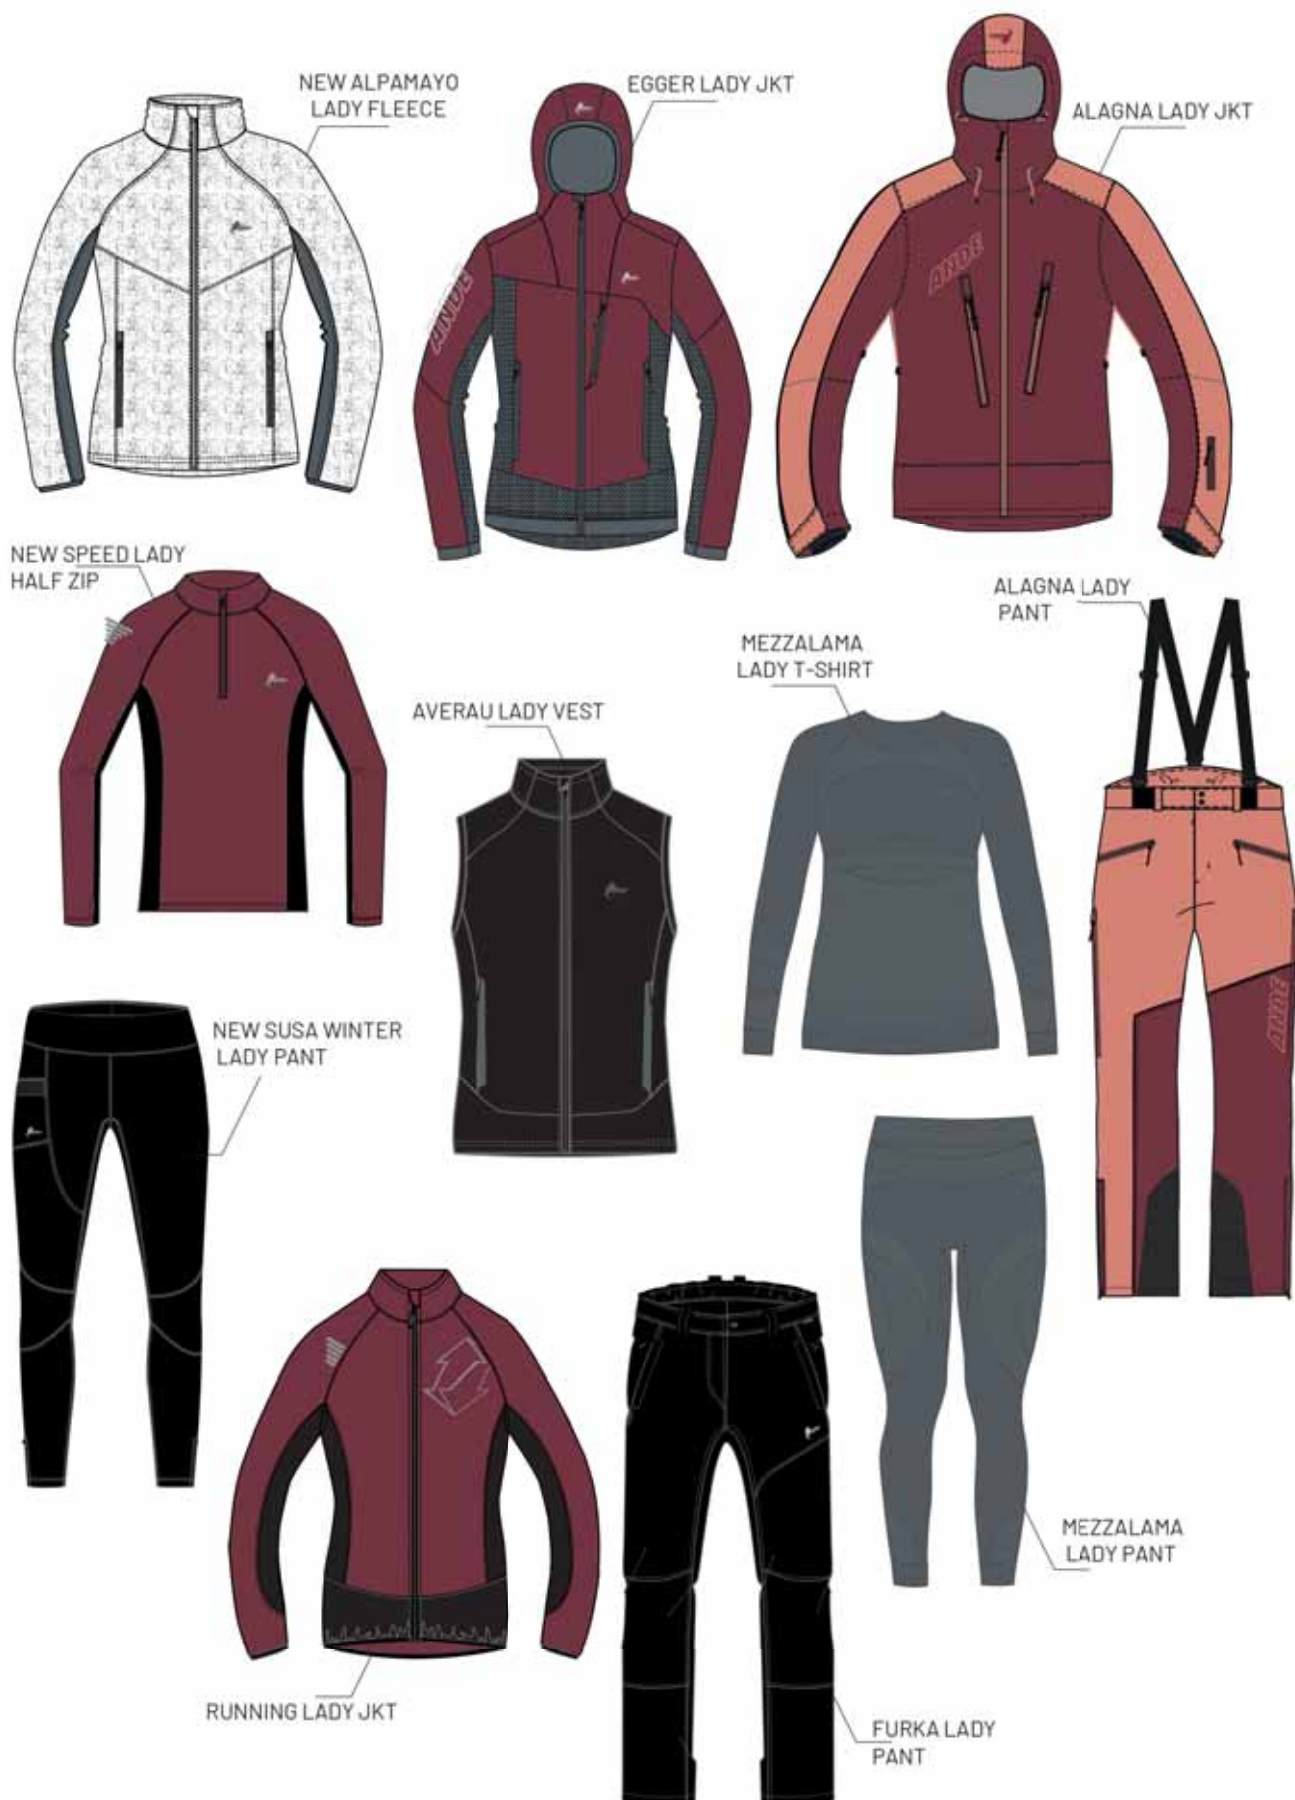 NEW ALPAMAYO
LADY FLEECE
EGGER LADY JKT
ALAGNA LADY JKT
ANDE
ANDE
NEW SPEED LADY
HALF ZIP
ALAGNA LADY
PANT
MEZZALAMA
LADY T-SHIRT
AVERAU LADY VEST
ANDE
NEW SUSA WINTER
LADY PANT
MEZZALAMA
LADY PANT
RUNNING LADY JKT
FURKA LADY
PANT